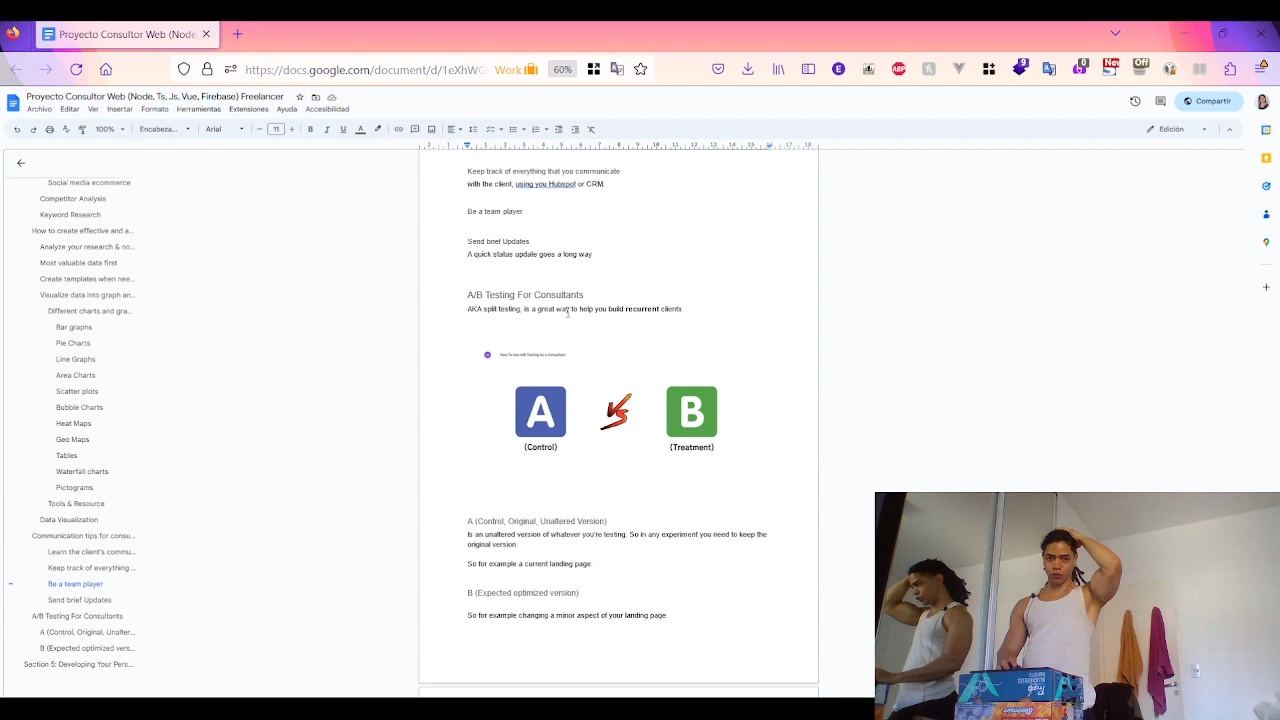 Proyecto Consultor Web (Node
https://docs.google.com/document/d/1eXhWG
Work
60%
New
Off
Proyecto Consultor Web (Node, Ts, Js, Vue, Firebase) Freelancer
Archivo Editar Ver Insertar Formato Herramientas Extensiones Ayuda Accesibilidad
Compartir
100% Encabeza... Arial 11
Edición
Social media ecommerce
Competitor Analysis
Keyword Research
How to create effective and a...
Analyze your research & no...
Most valuable data first
Create templates when nee...
Visualize data into graph an...
Different charts and gra...
Bar graphs
Pie Charts
Line Graphs
Area Charts
Scatter plots
Bubble Charts
Heat Maps
Geo Maps
Tables
Waterfall charts
Pictograms
Tools & Resource
Data Visualization
Communication tips for consu...
Learn the client's commu...
Keep track of everything ...
Be a team player
Send brief Updates
A/B Testing For Consultants
A (Control, Original, Unalter...
B (Expected optimized vers...
Section 5: Developing Your Pers...
Keep track of everything that you communicate
with the client, using you Hubspot or CRM.
Be a team player
Send brief Updates
A quick status update goes a long way
A/B Testing For Consultants
AKA split testing, is a great way to help you build recurrent clients.
How To Use A/B Testing As a Consultant
A VS B
(Control) (Treatment)
A (Control, Original, Unaltered Version)
Is an unaltered version of whatever you're testing. So in any experiment you need to keep the
original version.
So for example a current landing page.
B (Expected optimized version)
So for example changing a minor aspect of your landing page